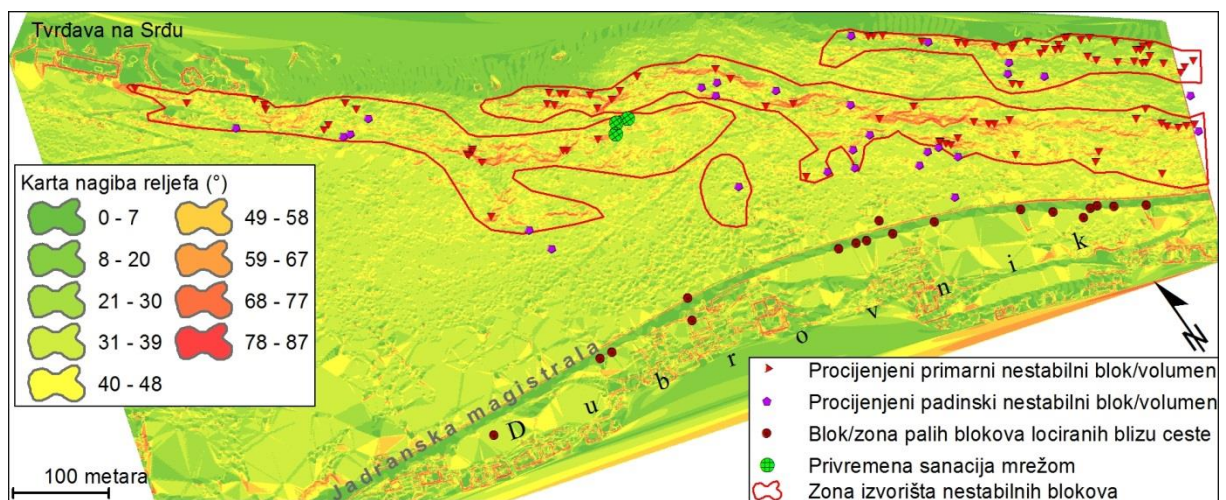 Tvrđava na Srđu
Karta nagiba reljefa (°)
0 - 7
8 - 20
21 - 30
31 - 39
40 - 48
49 - 58
59 - 67
68 - 77
78 - 87
100 metara
Jadranska magistrala
Dubrovnik
N
Procijenjeni primarni nestabilni blok/volumen
Procijenjeni padinski nestabilni blok/volumen
Blok/zona palih blokova lociranih blizu ceste
Privremena sanacija mrežom
Zona izvorišta nestabilnih blokova